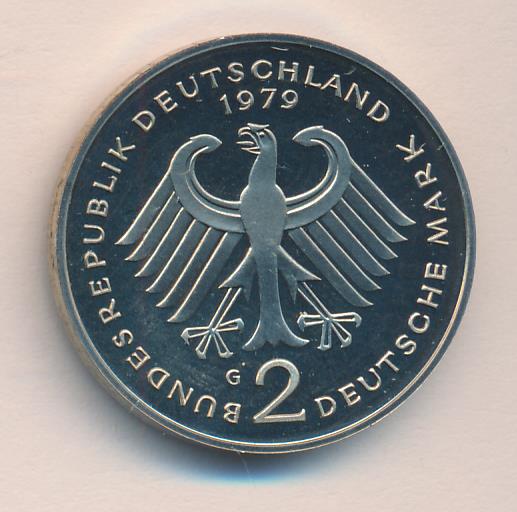 BUNDESREPUBLIK DEUTSCHLAND
1979
G
2 DEUTSCHE MARK